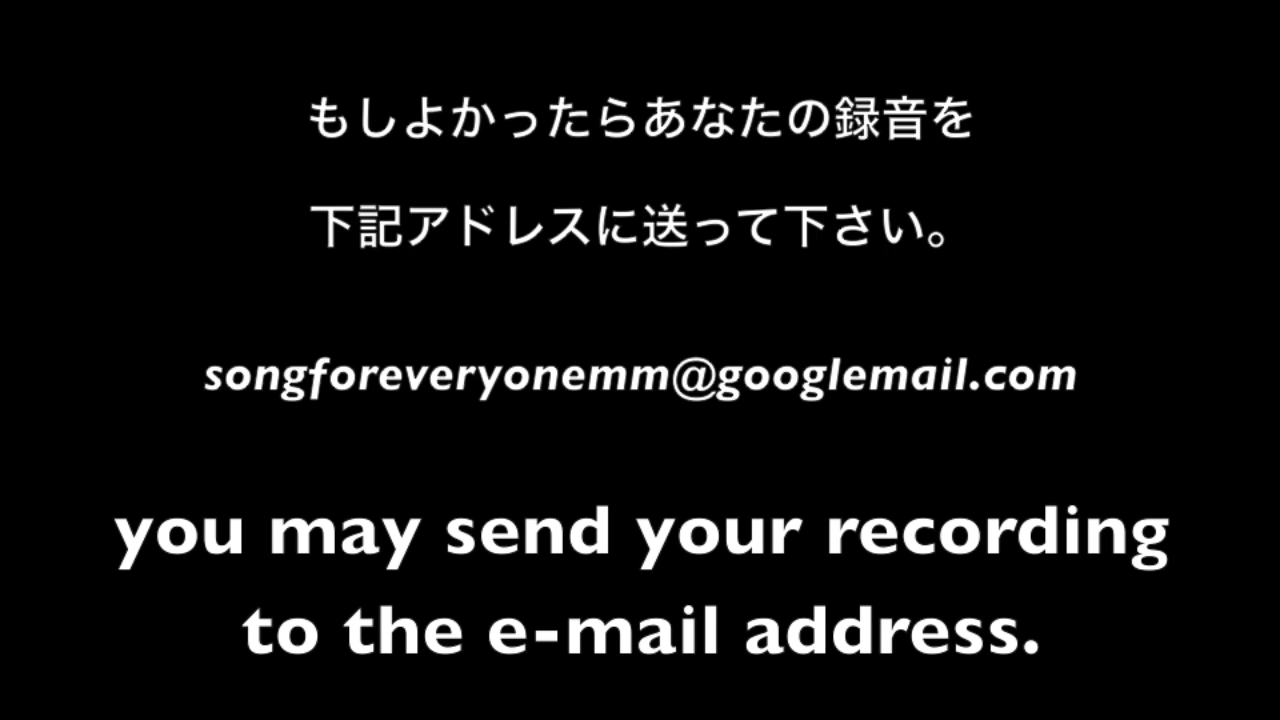 もしよかったらあなたの録音を
下記アドレスに送って下さい。
songforeveryonemm@googlemail.com
you may send your recording
to the e-mail address.